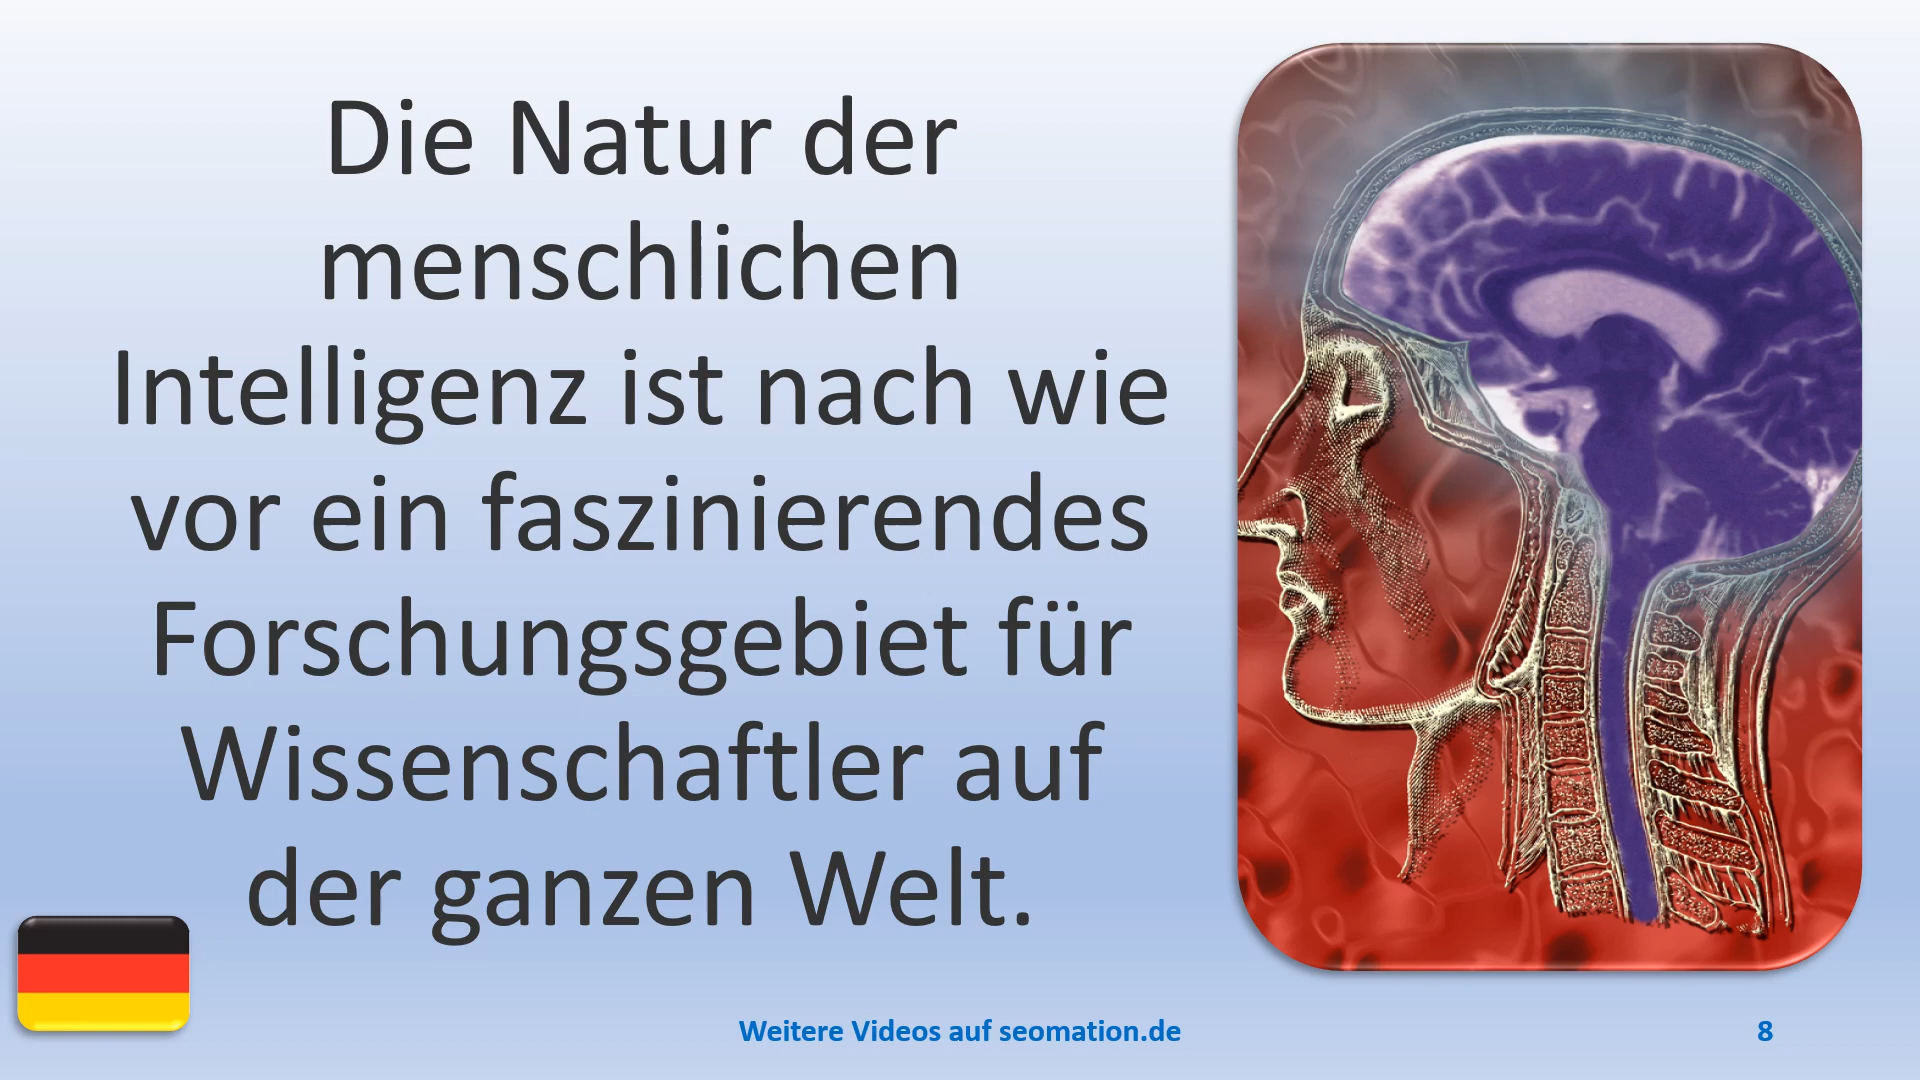 Die Natur der
menschlichen
Intelligenz ist nach wie
vor ein faszinierendes
Forschungsgebiet für
Wissenschaftler auf
der ganzen Welt.
Weitere Videos auf seomation.de
8